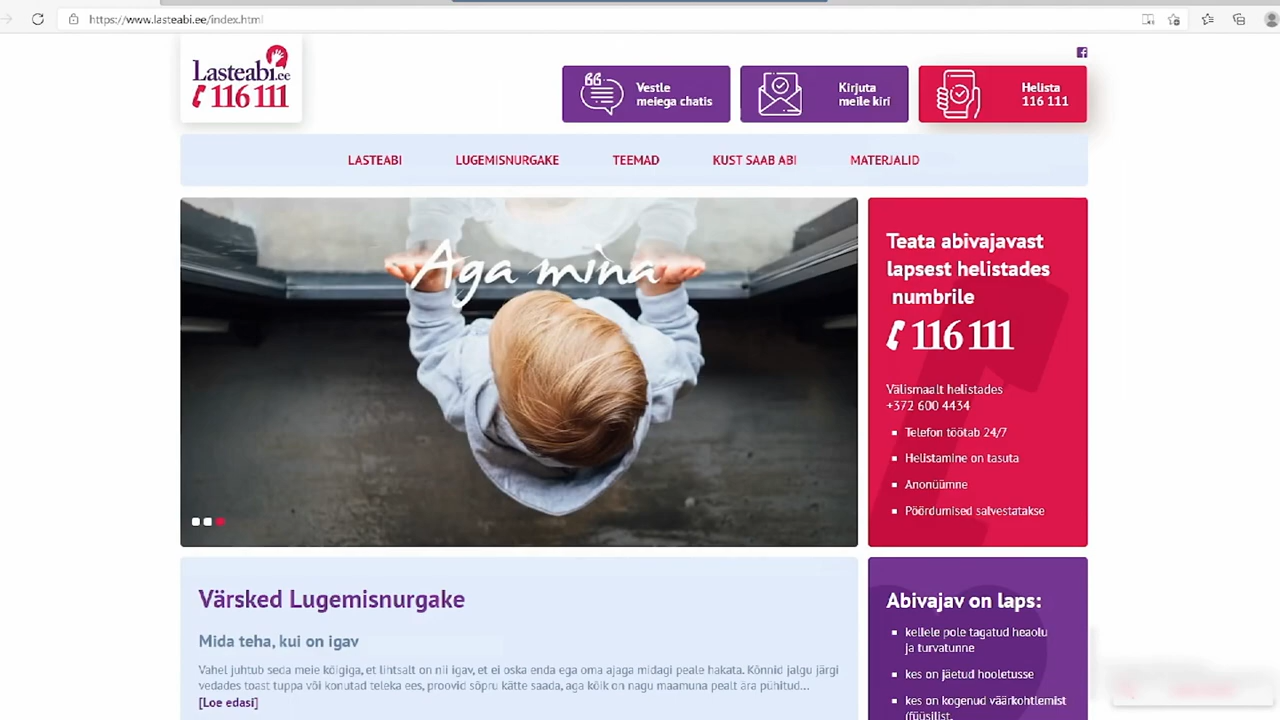 https://www.lasteabi.ee/index.html
Lasteabi.ee
116 111
Vestle
meiega chatis
Kirjuta
meile kiri
Helista
116 111
LASTEABI
LUGEMISNURGAKE
TEEMAD
KUST SAAB ABI
MATERJALID
Aga mina
Teata abivajavast
lapsest helistades
numbrile
116 111
Välismaalt helistades
+372 600 4434
Telefon töötab 24/7
Helistamine on tasuta
Anonüümne
Pöördumised salvestatakse
Värsked Lugemisnurgake
Mida teha, kui on igav
Vahel juhtub seda meie kõigiga, et lihtsalt on nii igav, et ei oska enda ega oma ajaga midagi peale hakata. Kõnnid jalgu järgi
vedades toast tuppa või konutad teleka ees, proovid sõpru kätte saada, aga kõik on nagu maamuna pealt ära pühitud...
[Loe edasi]
Abivajav on laps:
kellele pole tagatud heaolu
ja turvatunne
kes on jäetud hooletusse
kes on kogenud väärkohtlemist
(füüsilist,